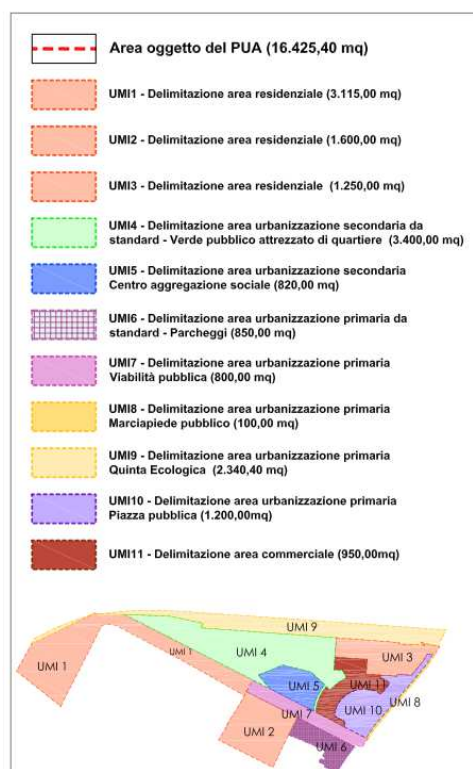 Area oggetto del PUA (16.425,40 mq)
UMI1 - Delimitazione area residenziale (3.115,00 mq)
UMI2 - Delimitazione area residenziale (1.600,00 mq)
UMI3 - Delimitazione area residenziale (1.250,00 mq)
UMI4 - Delimitazione area urbanizzazione secondaria da
standard - Verde pubblico attrezzato di quartiere (3.400,00 mq)
UMI5 - Delimitazione area urbanizzazione secondaria
Centro aggregazione sociale (820,00 mq)
UMI6 - Delimitazione area urbanizzazione primaria da
standard - Parcheggi (850,00 mq)
UMI7 - Delimitazione area urbanizzazione primaria
Viabilità pubblica (800,00 mq)
UMI8 - Delimitazione area urbanizzazione primaria
Marciapiede pubblico (100,00 mq)
UMI9 - Delimitazione area urbanizzazione primaria
Quinta Ecologica (2.340,40 mq)
UMI10 - Delimitazione area urbanizzazione primaria
Piazza pubblica (1.200,00mq)
UMI11 - Delimitazione area commerciale (950,00mq)
UMI 9
UMI 1
UMI 1
UMI 4
UMI 3
UMI 5
UMI 11
UMI 8
UMI 7
UMI 10
UMI 2
UMI 6